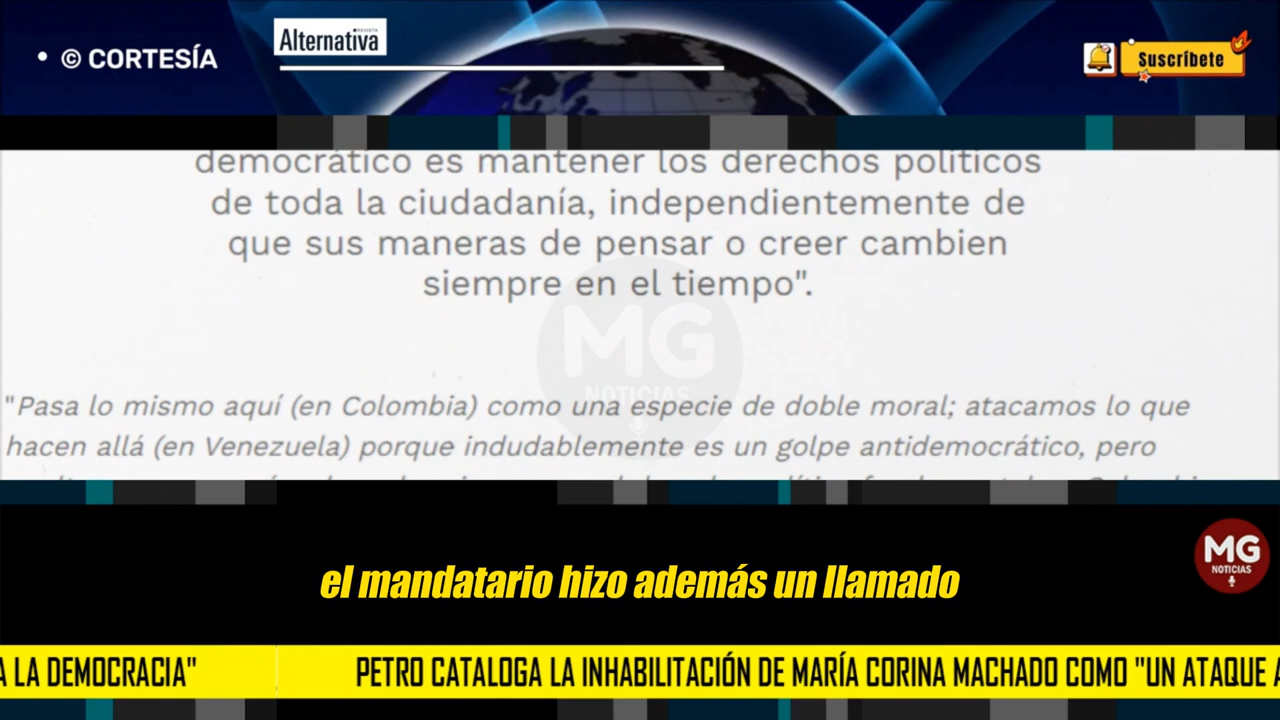 • © CORTESÍA
REVISTA
Alternativa
Suscríbete
democrático es mantener los derechos políticos
de toda la ciudadanía, independientemente de
que sus maneras de pensar o creer cambien
siempre en el tiempo".
MG
NOTICIAS
"Pasa lo mismo aquí (en Colombia) como una especie de doble moral; atacamos lo que
hacen allá (en Venezuela) porque indudablemente es un golpe antidemocrático, pero
el mandatario hizo además un llamado
MG
NOTICIAS
A LA DEMOCRACIA" PETRO CATALOGA LA INHABILITACIÓN DE MARÍA CORINA MACHADO COMO "UN ATAQUE A